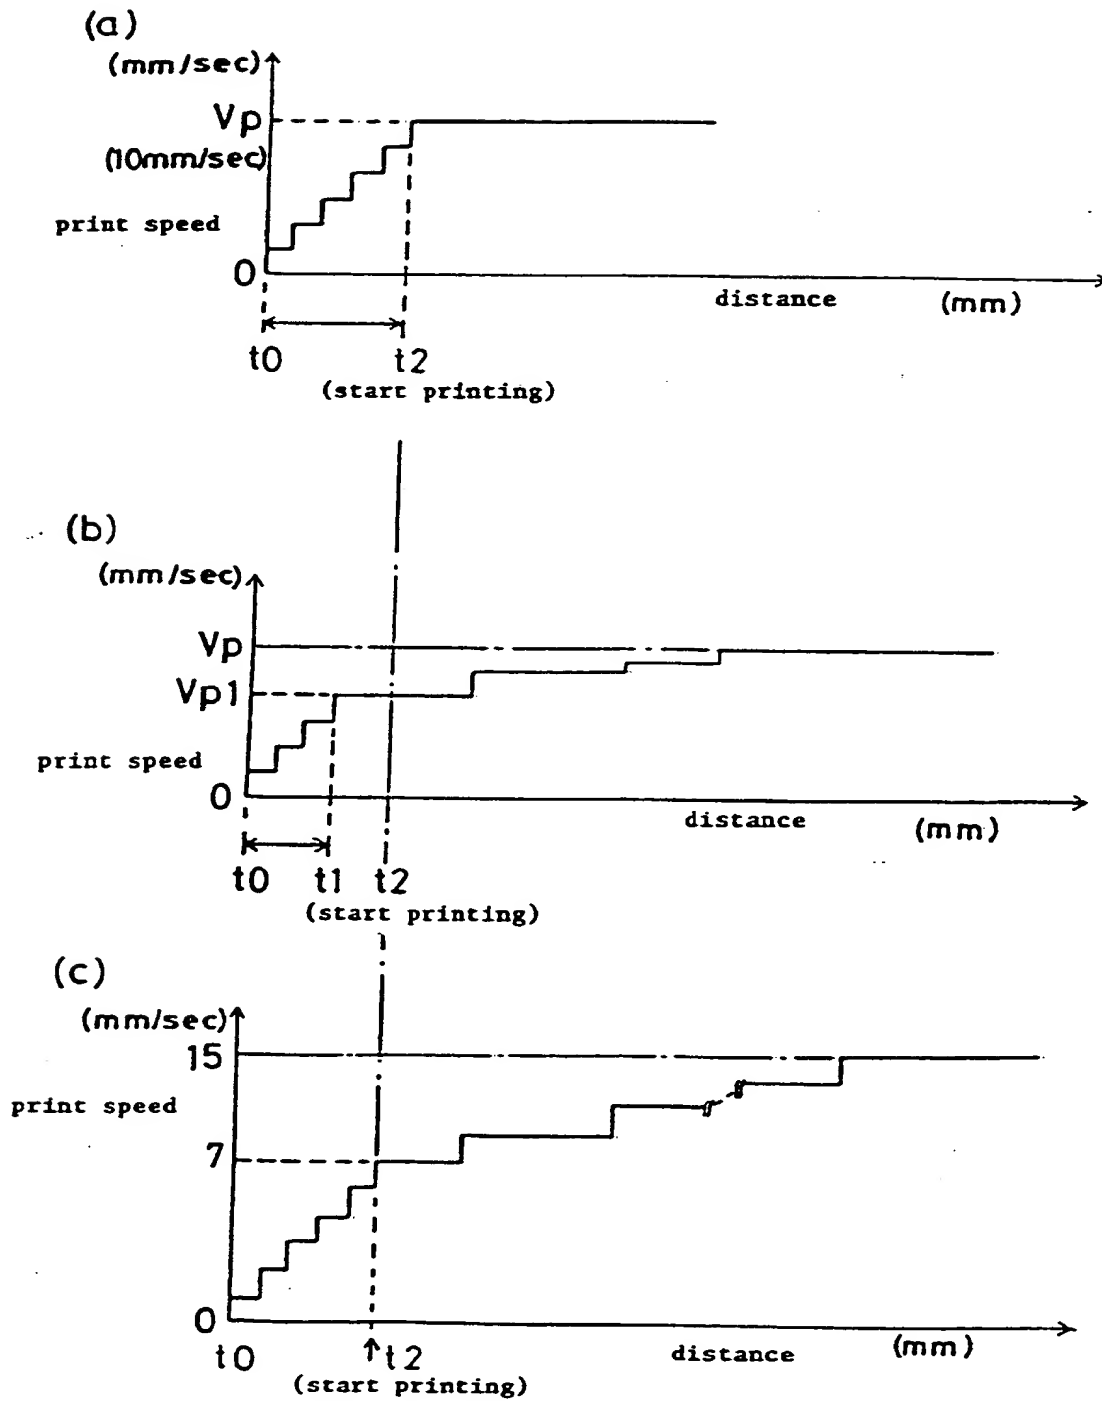 (a)
(mm/sec)
Vp
(10mm/sec)
print speed
0
distance (mm)
t0 t2
(start printing)
(b)
(mm/sec)
Vp
Vp1
print speed
0
distance (mm)
t0 t1 t2
(start printing)
(c)
(mm/sec)
15
print speed
7
0
t0 t2 distance (mm)
(start printing)